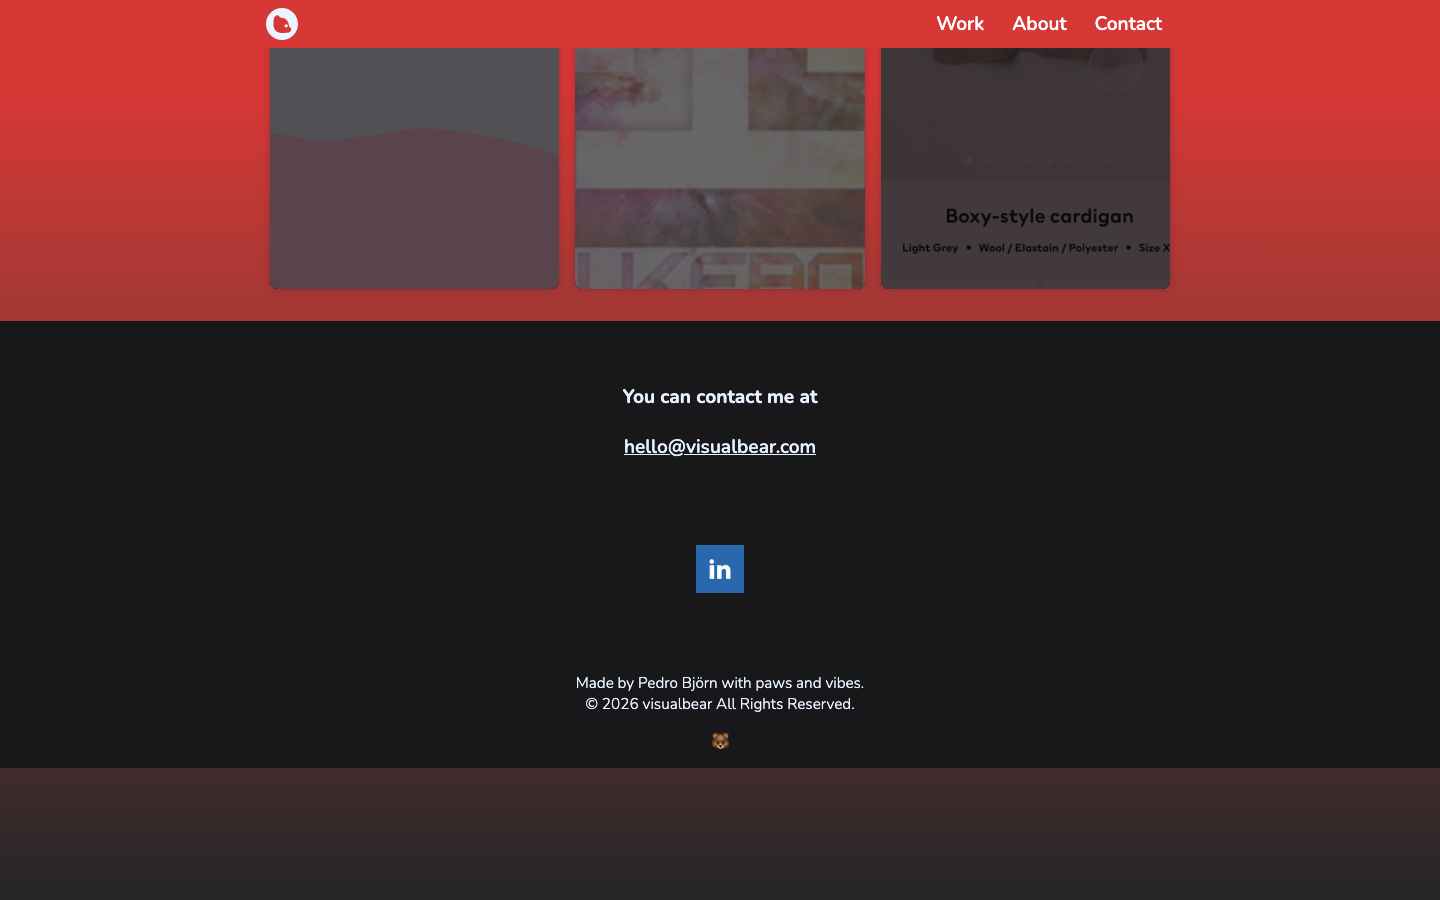 Work About Contact
Boxy-style cardigan
Light Grey • Wool / Elastain / Polyester • Size X
You can contact me at
hello@visualbear.com
in
Made by Pedro Björn with paws and vibes.
© 2026 visualbear All Rights Reserved.